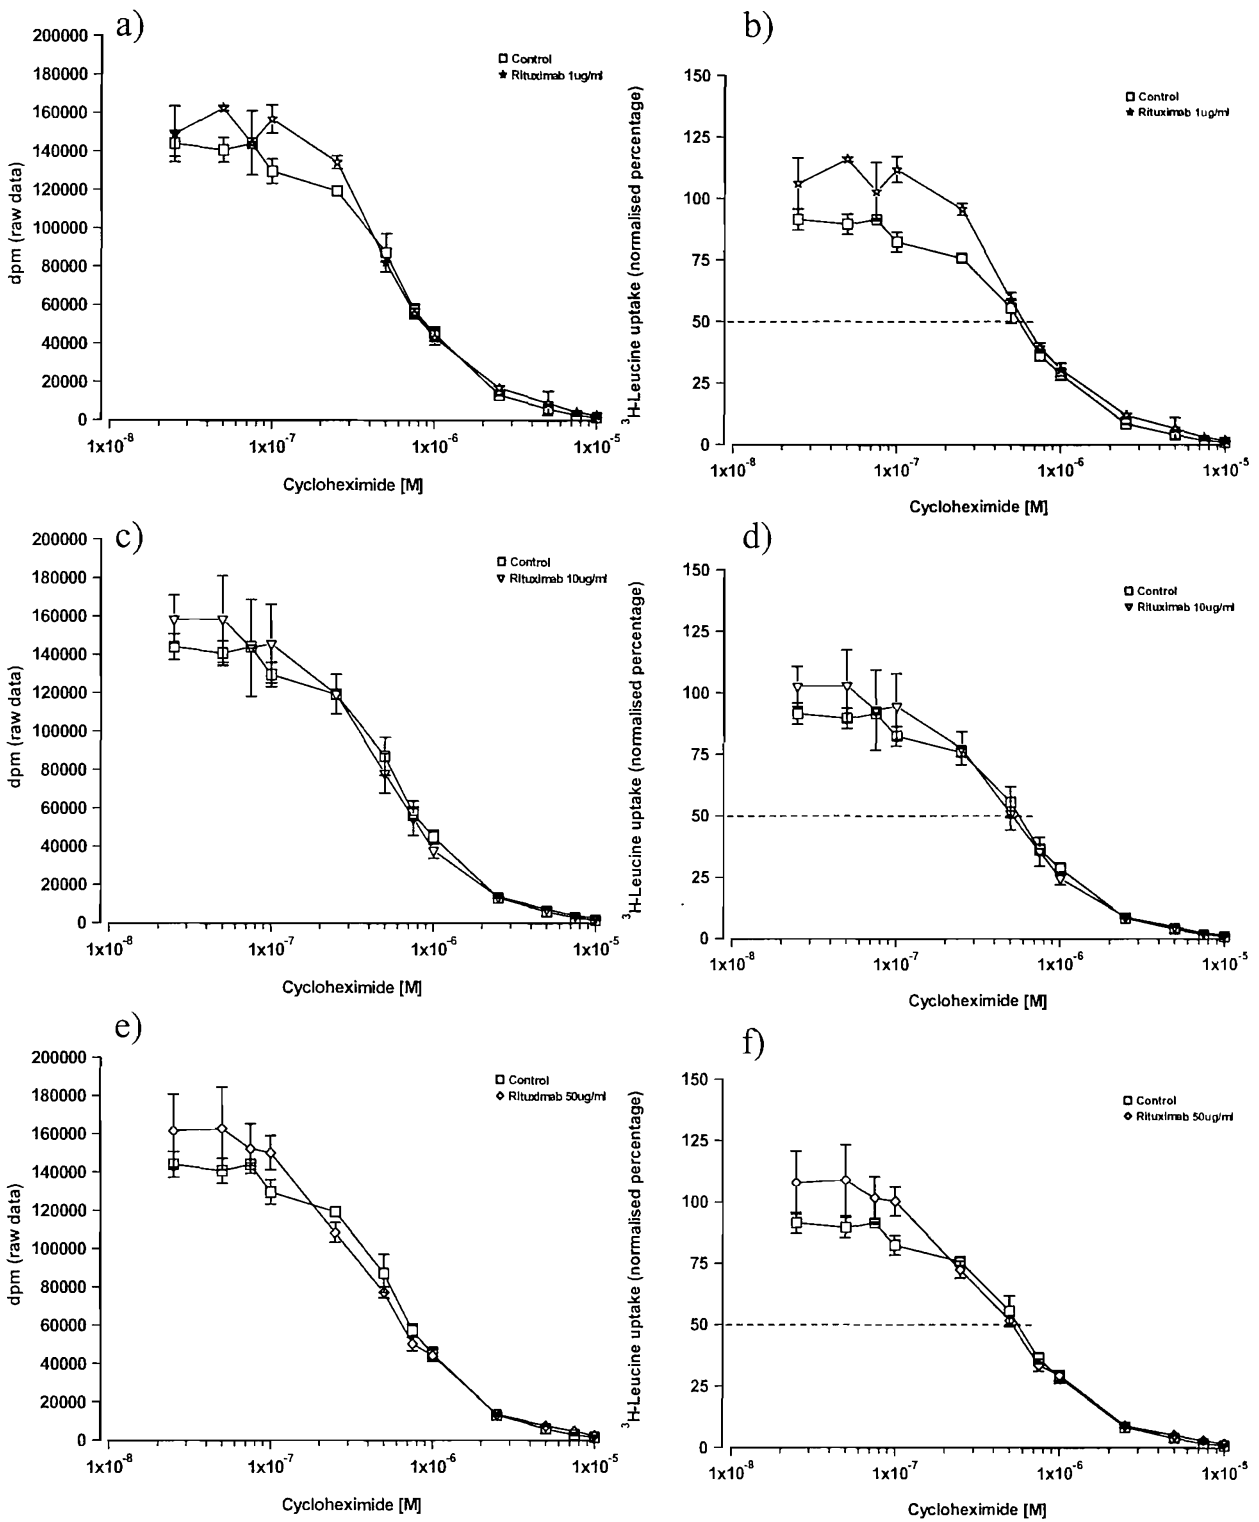 a)
200000
180000
160000
140000
120000
100000
80000
60000
40000
20000
0
dpm (raw data)
Control
Rituximab 1ug/ml
1x10-8 1x10-7 1x10-6 1x10-5
Cycloheximide [M]
b)
150
125
100
75
50
25
0
3H-Leucine uptake (normalised percentage)
Control
Rituximab 1ug/ml
1x10-8 1x10-7 1x10-6 1x10-5
Cycloheximide [M]
c)
200000
180000
160000
140000
120000
100000
80000
60000
40000
20000
0
dpm (raw data)
Control
Rituximab 10ug/ml
1x10-8 1x10-7 1x10-6 1x10-5
Cycloheximide [M]
d)
150
125
100
75
50
25
0
3H-Leucine uptake (normalised percentage)
Control
Rituximab 10ug/ml
1x10-8 1x10-7 1x10-6 1x10-5
Cycloheximide [M]
e)
200000
180000
160000
140000
120000
100000
80000
60000
40000
20000
0
dpm (raw data)
Control
Rituximab 50ug/ml
1x10-8 1x10-7 1x10-6 1x10-5
Cycloheximide [M]
f)
150
125
100
75
50
25
0
3H-Leucine uptake (normalised percentage)
Control
Rituximab 50ug/ml
1x10-8 1x10-7 1x10-6 1x10-5
Cycloheximide [M]